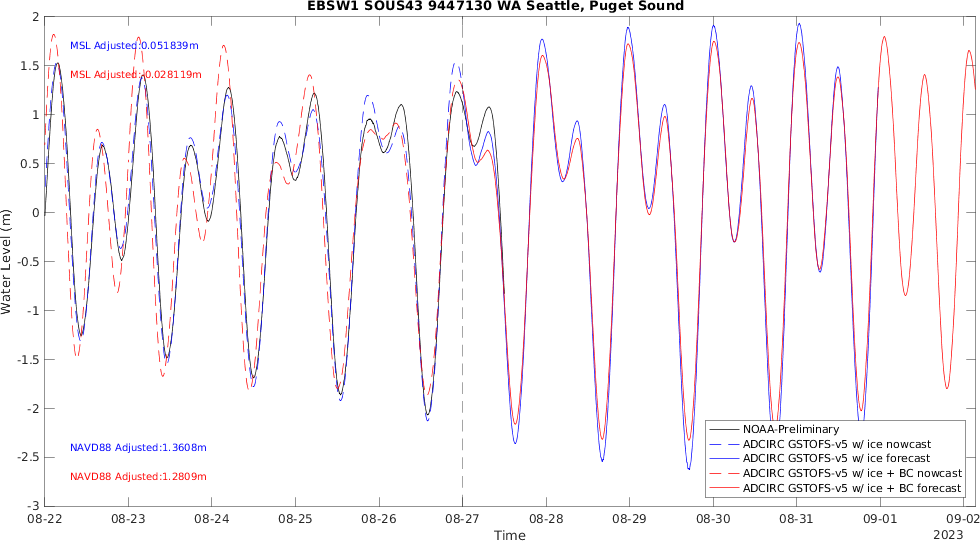 EBSW1 SOUS43 9447130 WA Seattle, Puget Sound
2
1.5
1
0.5
0
-0.5
-1
-1.5
-2
-2.5
-3
Water Level (m)
MSL Adjusted:0.051839m
MSL Adjusted:-0.028119m
NAVD88 Adjusted:1.3608m
NAVD88 Adjusted:1.2809m
NOAA-Preliminary
ADCIRC GSTOFS-v5 w/ ice nowcast
ADCIRC GSTOFS-v5 w/ ice forecast
ADCIRC GSTOFS-v5 w/ ice + BC nowcast
ADCIRC GSTOFS-v5 w/ ice + BC forecast
08-22 08-23 08-24 08-25 08-26 08-27 08-28 08-29 08-30 08-31 09-01 09-02
Time
2023